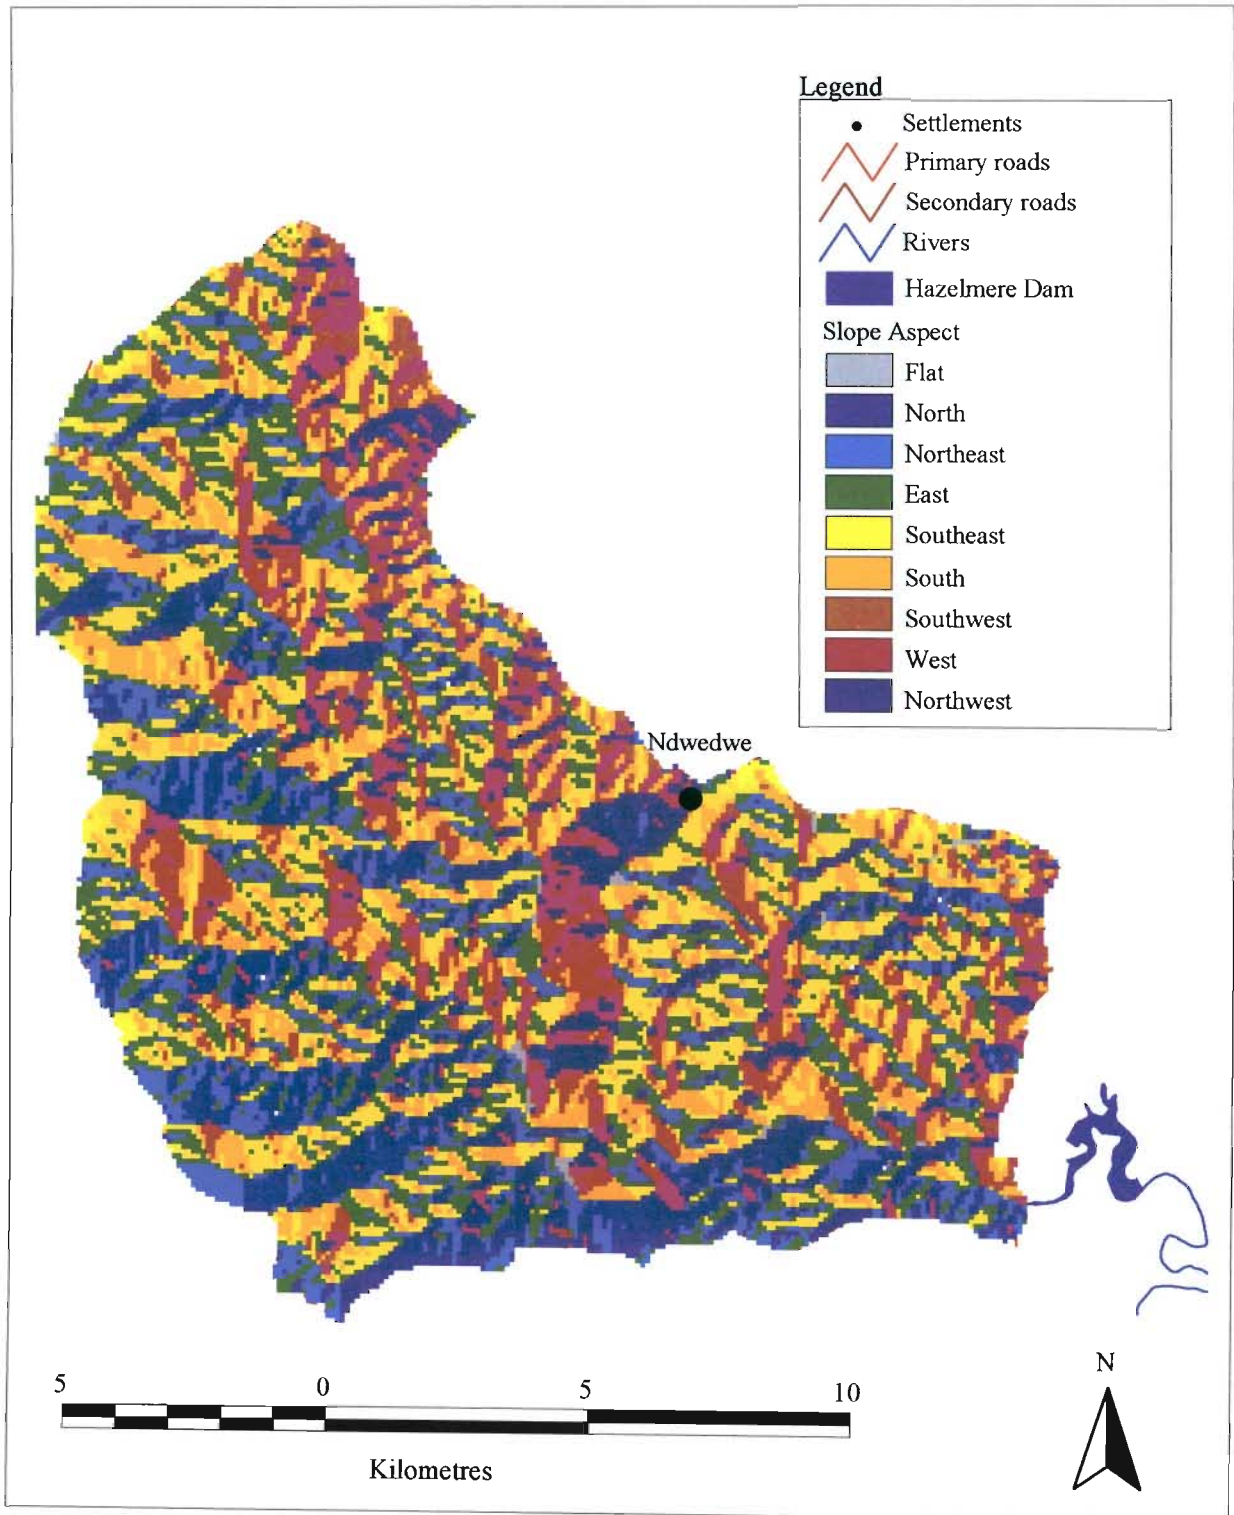 Legend
Settlements
Primary roads
Secondary roads
Rivers
Hazelmere Dam
Slope Aspect
Flat
North
Northeast
East
Southeast
South
Southwest
West
Northwest
Ndwedwe
N
5 0 5 10
Kilometres